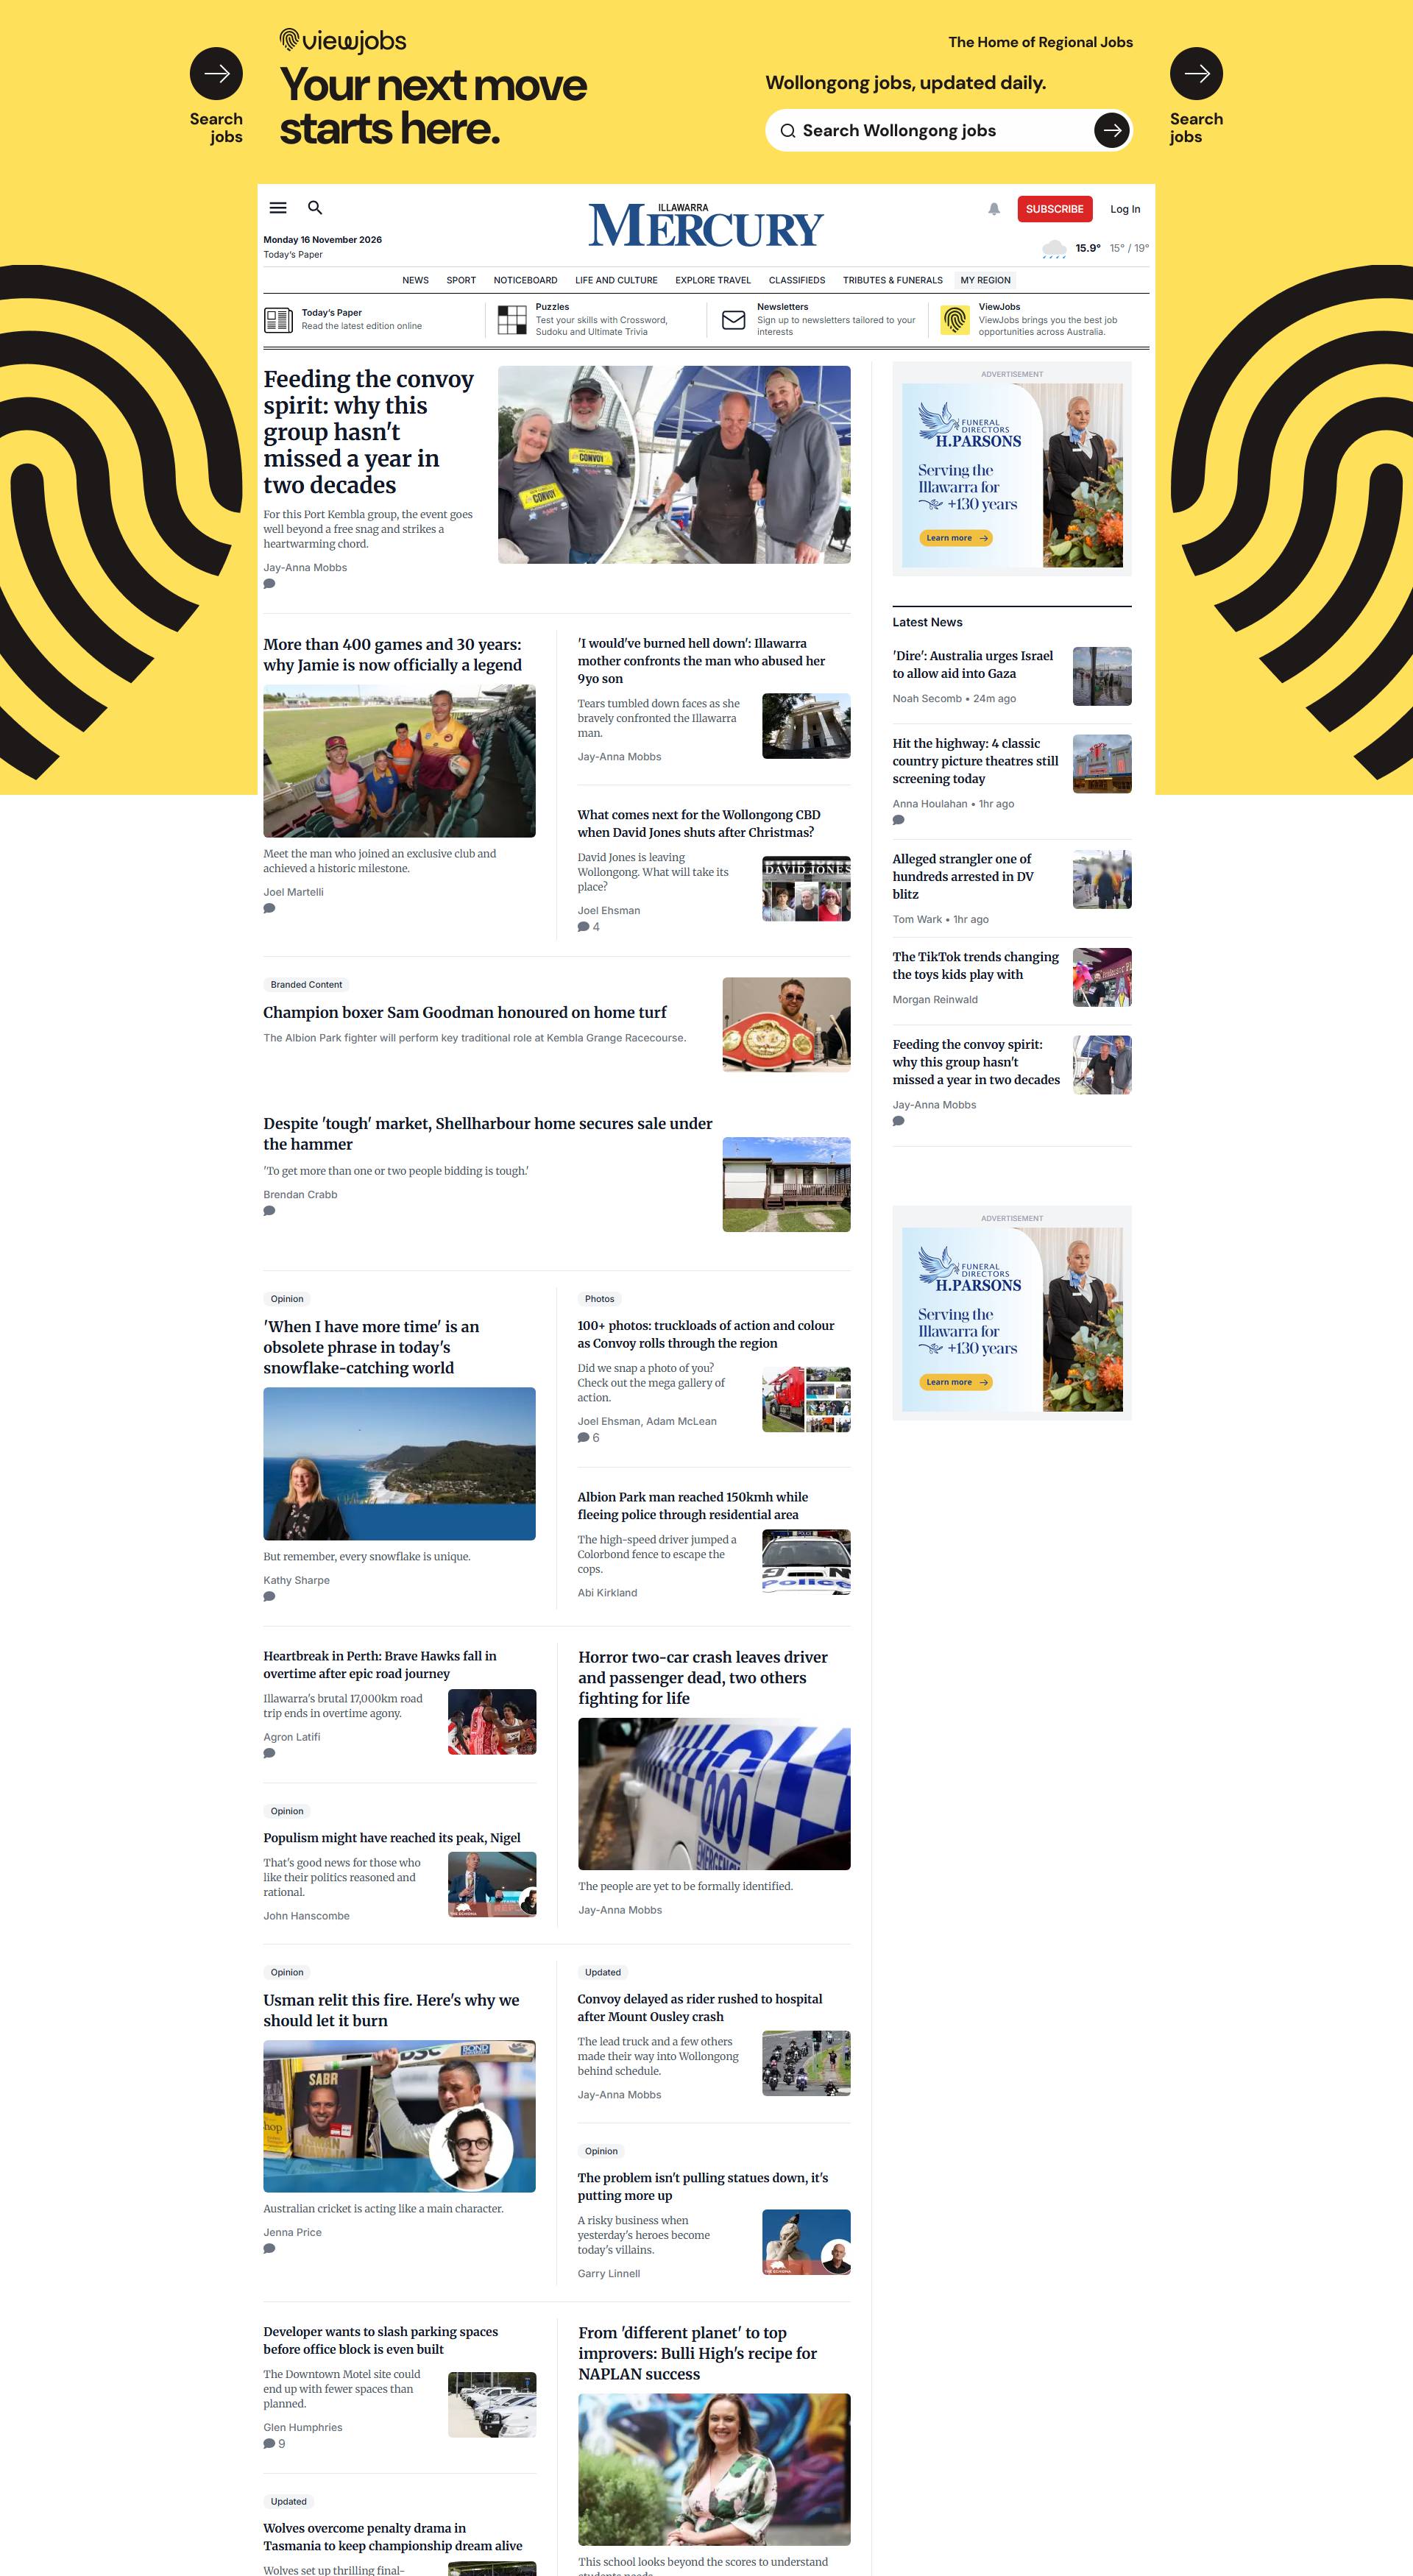 viewjobs
Your next move
starts here.
The Home of Regional Jobs
Wollongong jobs, updated daily.
Search Wollongong jobs
Search
jobs
Search
jobs
ILLAWARRA
MERCURY
SUBSCRIBE
Log In
Monday 16 November 2026
Today's Paper
15.9° 15° / 19°
NEWS SPORT NOTICEBOARD LIFE AND CULTURE EXPLORE TRAVEL CLASSIFIEDS TRIBUTES & FUNERALS MY REGION
Today's Paper
Read the latest edition online
Puzzles
Test your skills with Crossword,
Sudoku and Ultimate Trivia
Newsletters
Sign up to newsletters tailored to your
interests
ViewJobs
ViewJobs brings you the best job
opportunities across Australia.
Feeding the convoy
spirit: why this
group hasn't
missed a year in
two decades
For this Port Kembla group, the event goes
well beyond a free snag and strikes a
heartwarming chord.
Jay-Anna Mobbs
CONVOY
CONVOY
More than 400 games and 30 years:
why Jamie is now officially a legend
Meet the man who joined an exclusive club and
achieved a historic milestone.
Joel Martelli
'I would've burned hell down': Illawarra
mother confronts the man who abused her
9yo son
Tears tumbled down faces as she
bravely confronted the Illawarra
man.
Jay-Anna Mobbs
What comes next for the Wollongong CBD
when David Jones shuts after Christmas?
David Jones is leaving
Wollongong. What will take its
place?
Joel Ehsman
4
DAVID JONES
Branded Content
Champion boxer Sam Goodman honoured on home turf
The Albion Park fighter will perform key traditional role at Kembla Grange Racecourse.
Despite 'tough' market, Shellharbour home secures sale under
the hammer
'To get more than one or two people bidding is tough.'
Brendan Crabb
Opinion
'When I have more time' is an
obsolete phrase in today's
snowflake-catching world
But remember, every snowflake is unique.
Kathy Sharpe
Photos
100+ photos: truckloads of action and colour
as Convoy rolls through the region
Did we snap a photo of you?
Check out the mega gallery of
action.
Joel Ehsman, Adam McLean
6
Albion Park man reached 150kmh while
fleeing police through residential area
The high-speed driver jumped a
Colorbond fence to escape the
cops.
Abi Kirkland
POLICE
Police
Heartbreak in Perth: Brave Hawks fall in
overtime after epic road journey
Illawarra's brutal 17,000km road
trip ends in overtime agony.
Agron Latifi
Opinion
Populism might have reached its peak, Nigel
That's good news for those who
like their politics reasoned and
rational.
John Hanscombe
THE ECHIDNA
Horror two-car crash leaves driver
and passenger dead, two others
fighting for life
000
EMERGENCY
The people are yet to be formally identified.
Jay-Anna Mobbs
Opinion
Usman relit this fire. Here's why we
should let it burn
SABR
BOND
DSC
hop
Australian cricket is acting like a main character.
Jenna Price
Updated
Convoy delayed as rider rushed to hospital
after Mount Ousley crash
The lead truck and a few others
made their way into Wollongong
behind schedule.
Jay-Anna Mobbs
Opinion
The problem isn't pulling statues down, it's
putting more up
A risky business when
yesterday's heroes become
today's villains.
Garry Linnell
THE ECHIDNA
Developer wants to slash parking spaces
before office block is even built
The Downtown Motel site could
end up with fewer spaces than
planned.
Glen Humphries
9
Updated
Wolves overcome penalty drama in
Tasmania to keep championship dream alive
Wolves set up thrilling final-
From 'different planet' to top
improvers: Bulli High's recipe for
NAPLAN success
This school looks beyond the scores to understand
ADVERTISEMENT
FUNERAL
DIRECTORS
H.PARSONS
Serving the
Illawarra for
+130 years
Learn more
Latest News
'Dire': Australia urges Israel
to allow aid into Gaza
Noah Secomb • 24m ago
Hit the highway: 4 classic
country picture theatres still
screening today
Anna Houlahan • 1hr ago
Alleged strangler one of
hundreds arrested in DV
blitz
Tom Wark • 1hr ago
The TikTok trends changing
the toys kids play with
Morgan Reinwald
Feeding the convoy spirit:
why this group hasn't
missed a year in two decades
Jay-Anna Mobbs
ADVERTISEMENT
FUNERAL
DIRECTORS
H.PARSONS
Serving the
Illawarra for
+130 years
Learn more